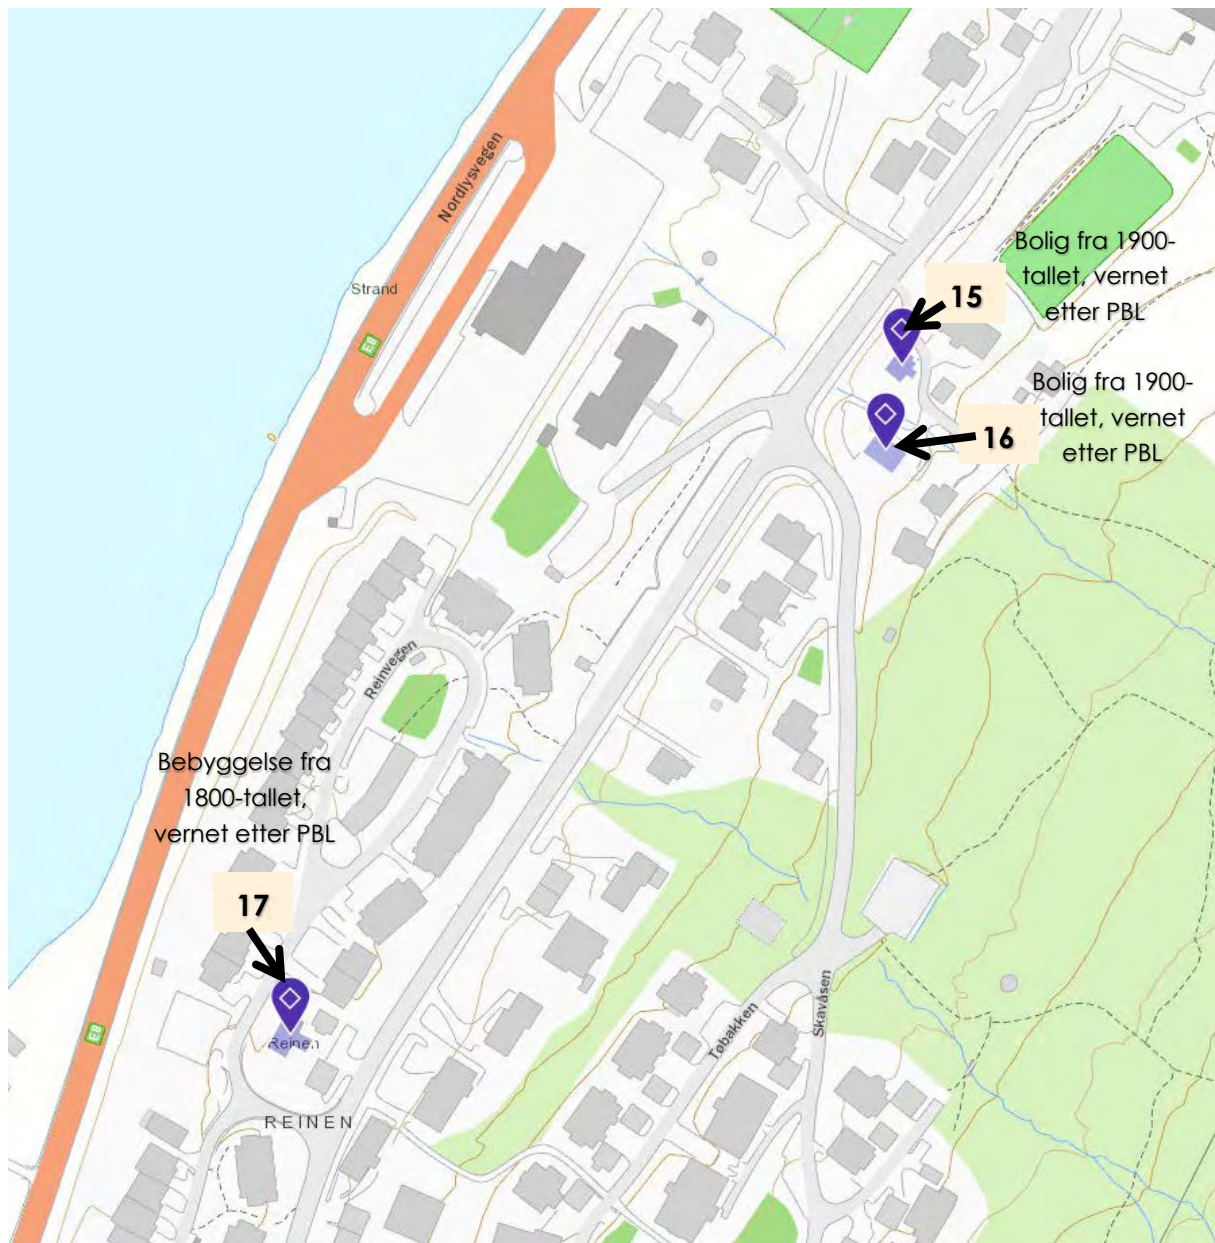 Nordlysvegen
Strand
E8
0
Bolig fra 1900-
tallet, vernet
etter PBL
15
Bolig fra 1900-
tallet, vernet
etter PBL
16
Reinvegen
Bebyggelse fra
1800-tallet,
vernet etter PBL
17
Reinen
E8
REINEN
Tøbakken
Skavåsen